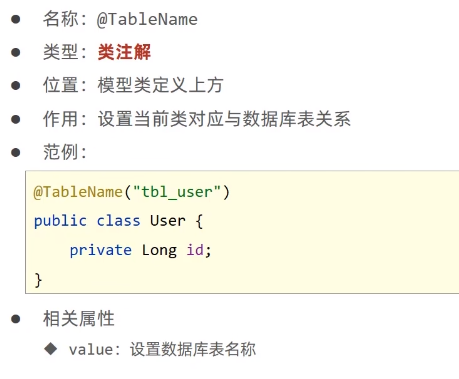 ● 名称：@TableName
● 类型：类注解
● 位置：模型类定义上方
● 作用：设置当前类对应与数据库表关系
● 范例：
@TableName("tbl_user")
public class User {
    private Long id;
}
● 相关属性
◆ value：设置数据库表名称